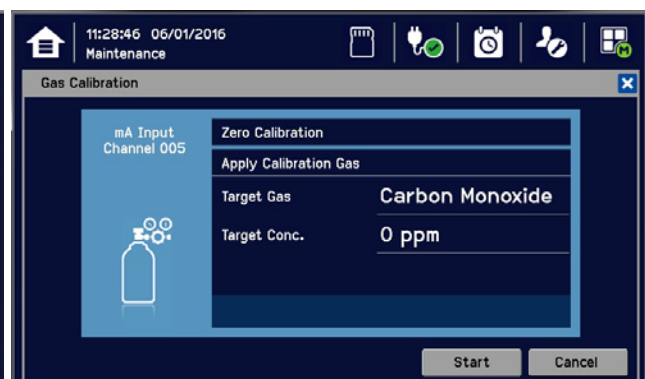 11:28:46 06/01/2016
Maintenance
Gas Calibration
mA Input
Channel 005
Zero Calibration
Apply Calibration Gas
Target Gas Carbon Monoxide
Target Conc. 0 ppm
Start Cancel
M